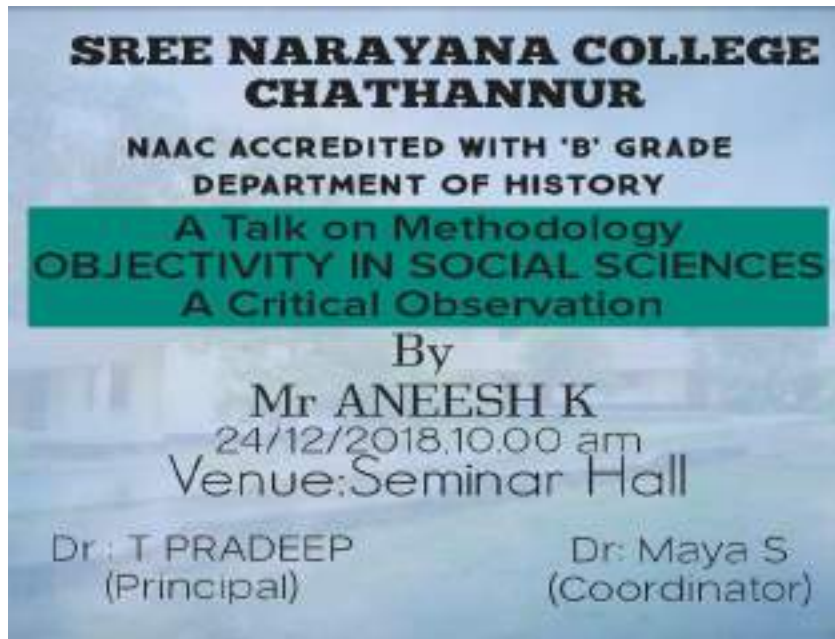 SREE NARAYANA COLLEGE
CHATHANNUR
NAAC ACCREDITED WITH 'B' GRADE
DEPARTMENT OF HISTORY
A Talk on Methodology
OBJECTIVITY IN SOCIAL SCIENCES
A Critical Observation
By
Mr ANEESH K
24/12/2018,10.00 am
Venue:Seminar Hall
Dr : T PRADEEP Dr: Maya S
(Principal) (Coordinator)